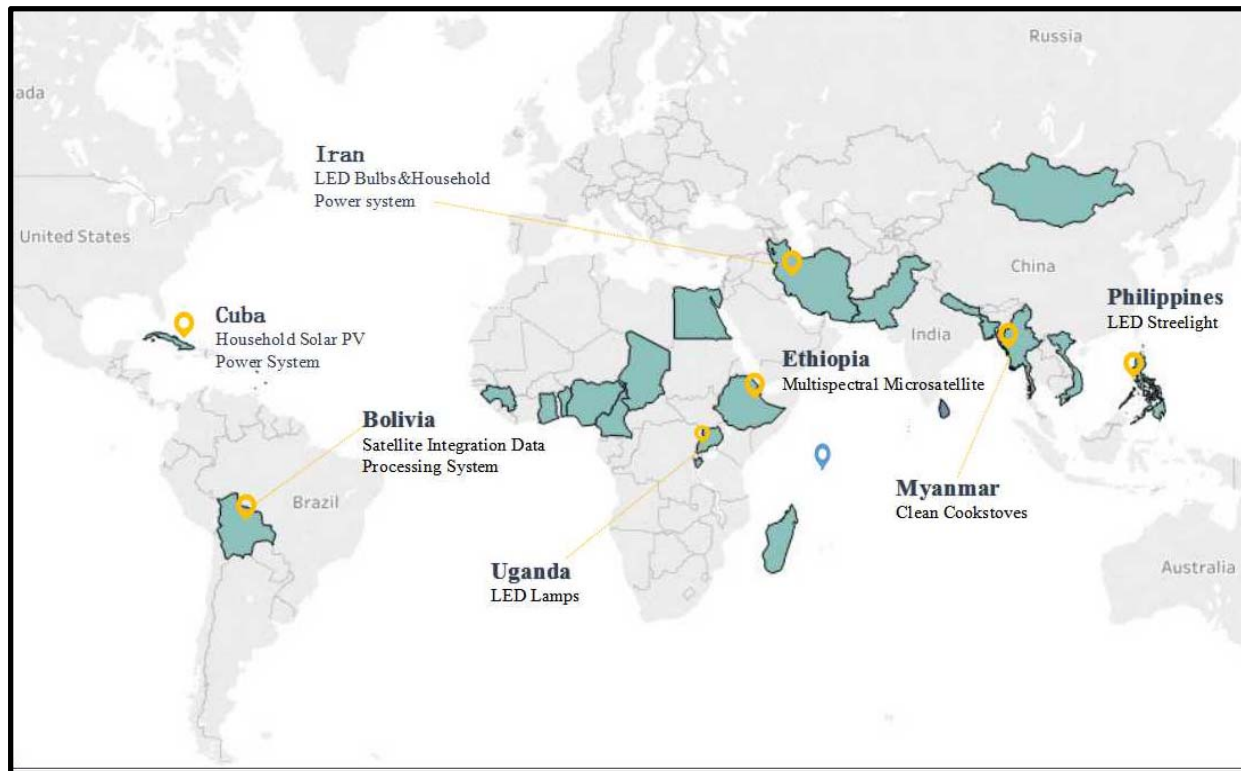 Russia
ada
Iran
LED Bulbs&Household
Power system
United States
China
Cuba
Household Solar PV
Power System
India
Philippines
LED Streelight
Ethiopia
Multispectral Microsatellite
Bolivia
Satellite Integration Data
Processing System
Brazil
Myanmar
Clean Cookstoves
Uganda
LED Lamps
Australia